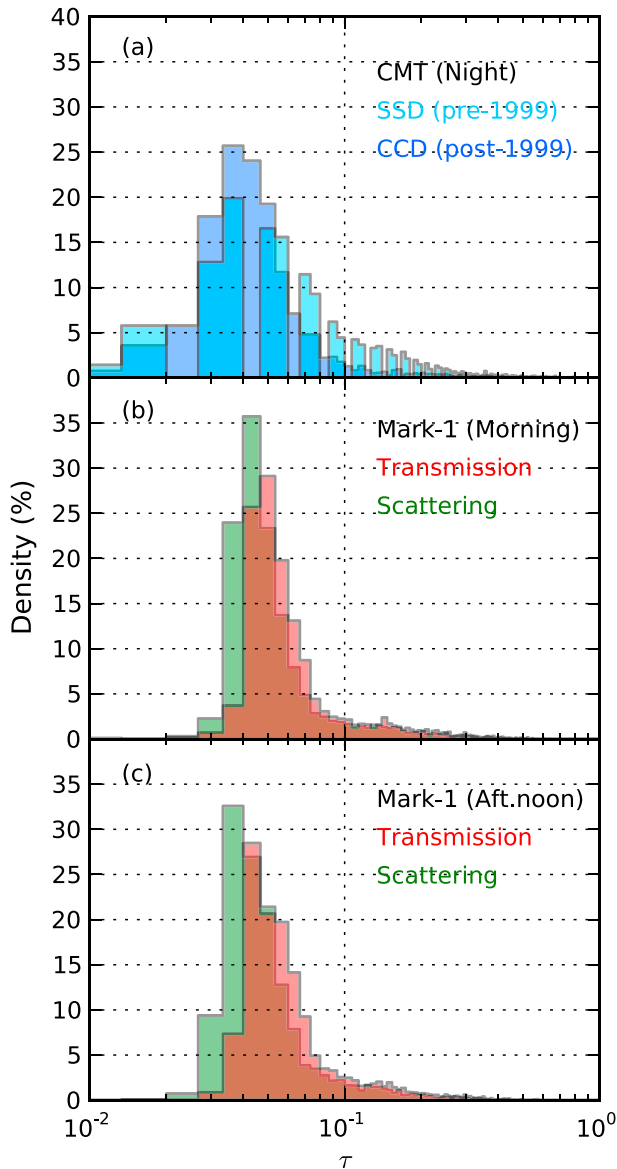 40
35
30
25
20
15
10
5
0
(a)
CMT (Night)
SSD (pre-1999)
CCD (post-1999)
35
30
25
20
15
10
5
0
(b)
Mark-1 (Morning)
Transmission
Scattering
Density (%)
35
30
25
20
15
10
5
0
(c)
Mark-1 (Aft.noon)
Transmission
Scattering
10⁻² 10⁻¹ 10⁰
τ